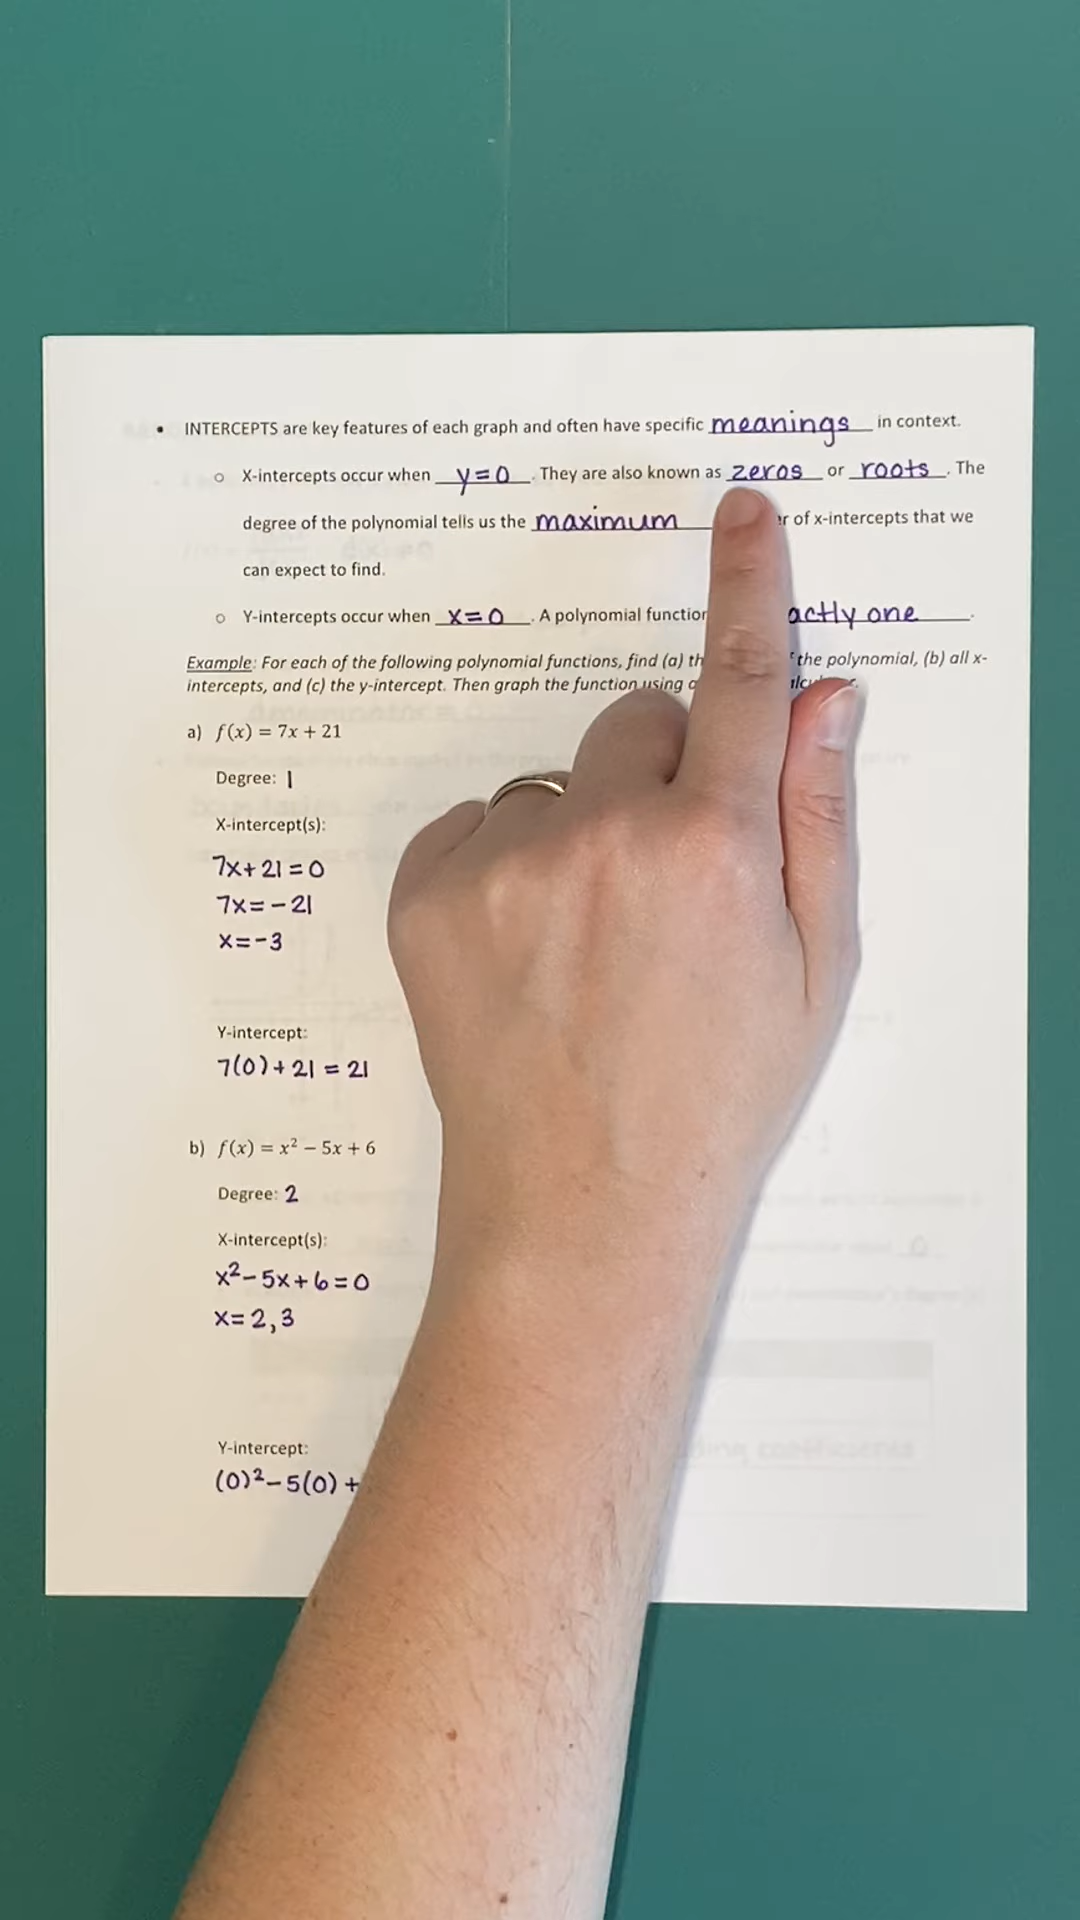 • INTERCEPTS are key features of each graph and often have specific meanings in context.
○ X-intercepts occur when y=0. They are also known as zeros or roots. The
degree of the polynomial tells us the maximum of x-intercepts that we
can expect to find.
○ Y-intercepts occur when x=0. A polynomial one.
Example: For each of the following polynomial functions, find (a) the polynomial, (b) all x-
intercepts, and (c) the y-intercept. Then graph the function using
a) f(x) = 7x + 21
Degree: 1
X-intercept(s):
7x+21=0
7x=-21
x=-3
Y-intercept:
7(0)+21=21
b) f(x) = x² − 5x + 6
Degree: 2
X-intercept(s):
x²-5x+6=0
x=2,3
Y-intercept:
(0)²-5(0)+